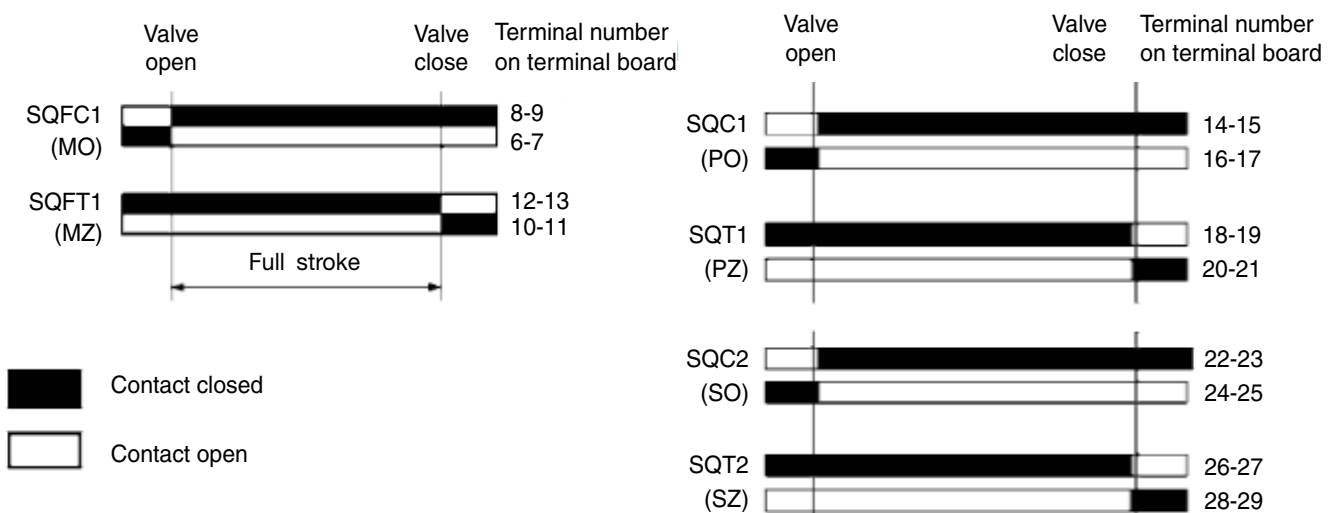 Valve open
Valve close
Terminal number on terminal board
SQFC1 8-9
(MO) 6-7
SQFT1 12-13
(MZ) 10-11
Full stroke
Contact closed
Contact open
Valve open
Valve close
Terminal number on terminal board
SQC1 14-15
(PO) 16-17
SQT1 18-19
(PZ) 20-21
SQC2 22-23
(SO) 24-25
SQT2 26-27
(SZ) 28-29